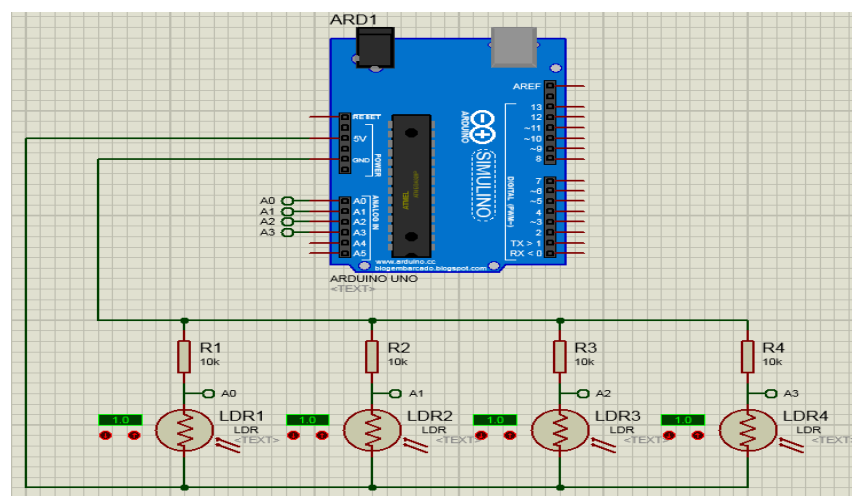 ARD1
RESET
5V
GND
POWER
A0 A0
A1 A1
A2 A2
A3 A3
A4
A5
ANALOG IN
ATMEL
ARDUINO
SIMULINO
AREF
13
12
~11
~10
~9
8
7
~6
~5
4
~3
2
TX > 1
RX < 0
DIGITAL (PWM~)
www.arduino.cc
blogembarcado.blogspot.com
ARDUINO UNO
<TEXT>
R1
10k
A0
1.0
LDR1
LDR
<TEXT>
R2
10k
A1
1.0
LDR2
LDR
<TEXT>
R3
10k
A2
1.0
LDR3
LDR
<TEXT>
R4
10k
A3
1.0
LDR4
LDR
<TEXT>